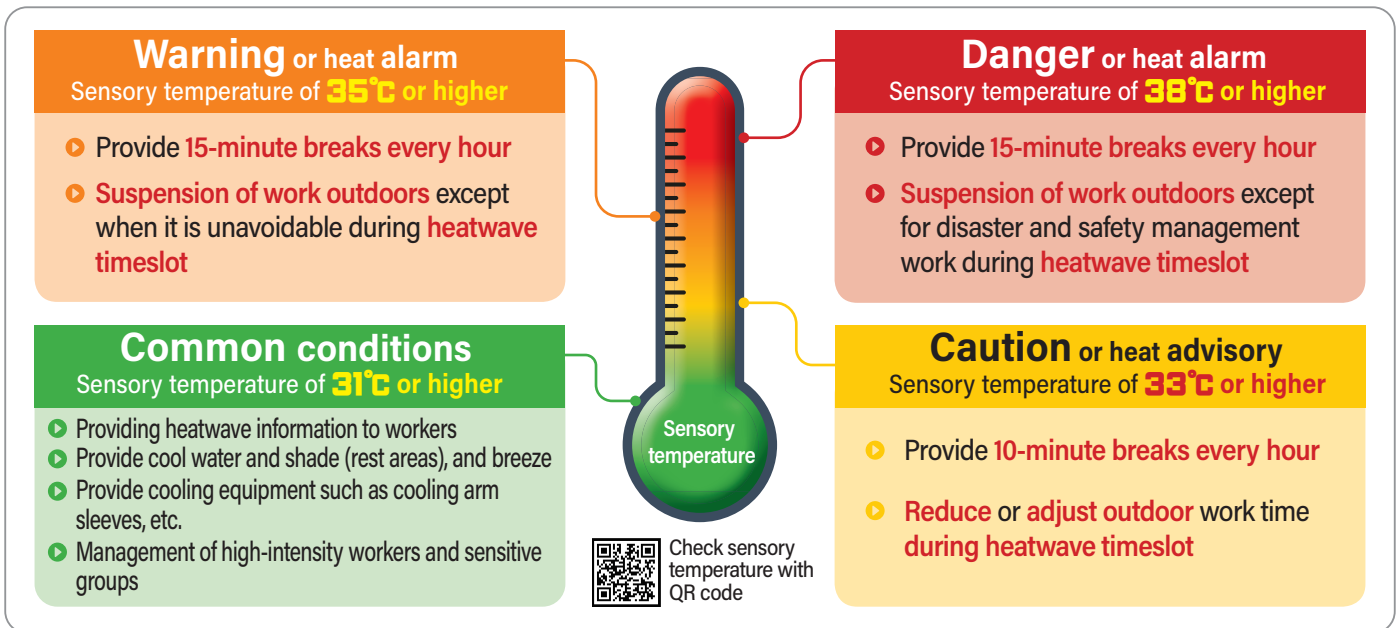 Warning or heat alarm
Sensory temperature of 35℃ or higher
Provide 15-minute breaks every hour
Suspension of work outdoors except
when it is unavoidable during heatwave
timeslot
Danger or heat alarm
Sensory temperature of 38℃ or higher
Provide 15-minute breaks every hour
Suspension of work outdoors except
for disaster and safety management
work during heatwave timeslot
Common conditions
Sensory temperature of 31℃ or higher
Providing heatwave information to workers
Provide cool water and shade (rest areas), and breeze
Provide cooling equipment such as cooling arm
sleeves, etc.
Management of high-intensity workers and sensitive
groups
Sensory
temperature
Check sensory
temperature with
QR code
Caution or heat advisory
Sensory temperature of 33℃ or higher
Provide 10-minute breaks every hour
Reduce or adjust outdoor work time
during heatwave timeslot